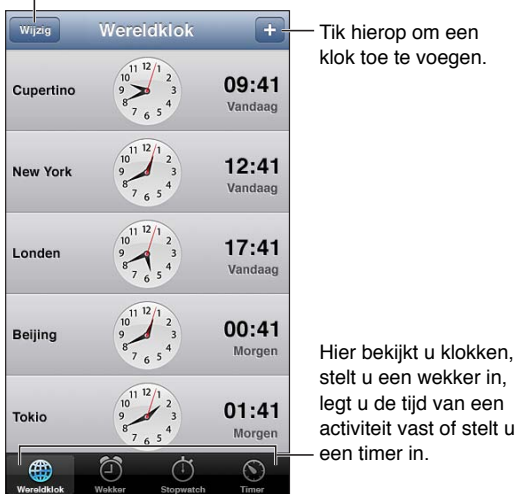 Wijzig
Wereldklok
+
Tik hierop om een
klok toe te voegen.
Cupertino
09:41
Vandaag
New York
12:41
Vandaag
Londen
17:41
Vandaag
Beijing
00:41
Morgen
Tokio
01:41
Morgen
Hier bekijkt u klokken,
stelt u een wekker in,
legt u de tijd van een
activiteit vast of stelt u
een timer in.
Wereldklok
Wekker
Stopwatch
Timer